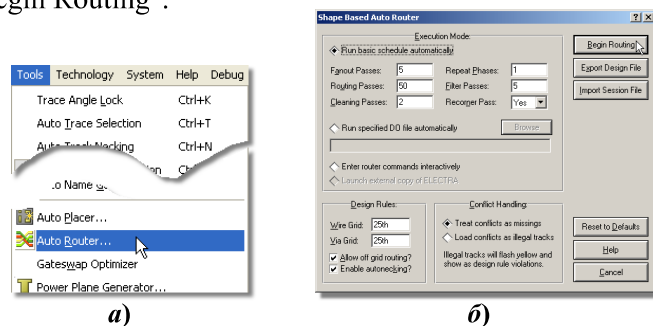 egin Routing".
Tools Technology System Help Debug
Trace Angle Lock Ctrl+K
Auto Trace Selection Ctrl+T
Auto Track Necking Ctrl+N
Auto Placer...
Auto Router...
Gateswap Optimizer
Power Plane Generator...
а)
Shape Based Auto Router
Execution Mode:
Run basic schedule automatically
Begin Routing
Fanout Passes: 5 Repeat Phases: 1
Export Design File
Routing Passes: 50 Filter Passes: 5
Import Session File
Cleaning Passes: 2 Recorner Pass: Yes
Run specified DO file automatically Browse
Enter router commands interactively
Launch external copy of ELECTRA
Design Rules: Conflict Handling:
Wire Grid: 25th Treat conflicts as missings
Reset to Defaults
Via Grid: 25th Load conflicts as illegal tracks
Allow off grid routing? Illegal tracks will flash yellow and
Help
Enable autonecking? show as design rule violations.
Cancel
б)